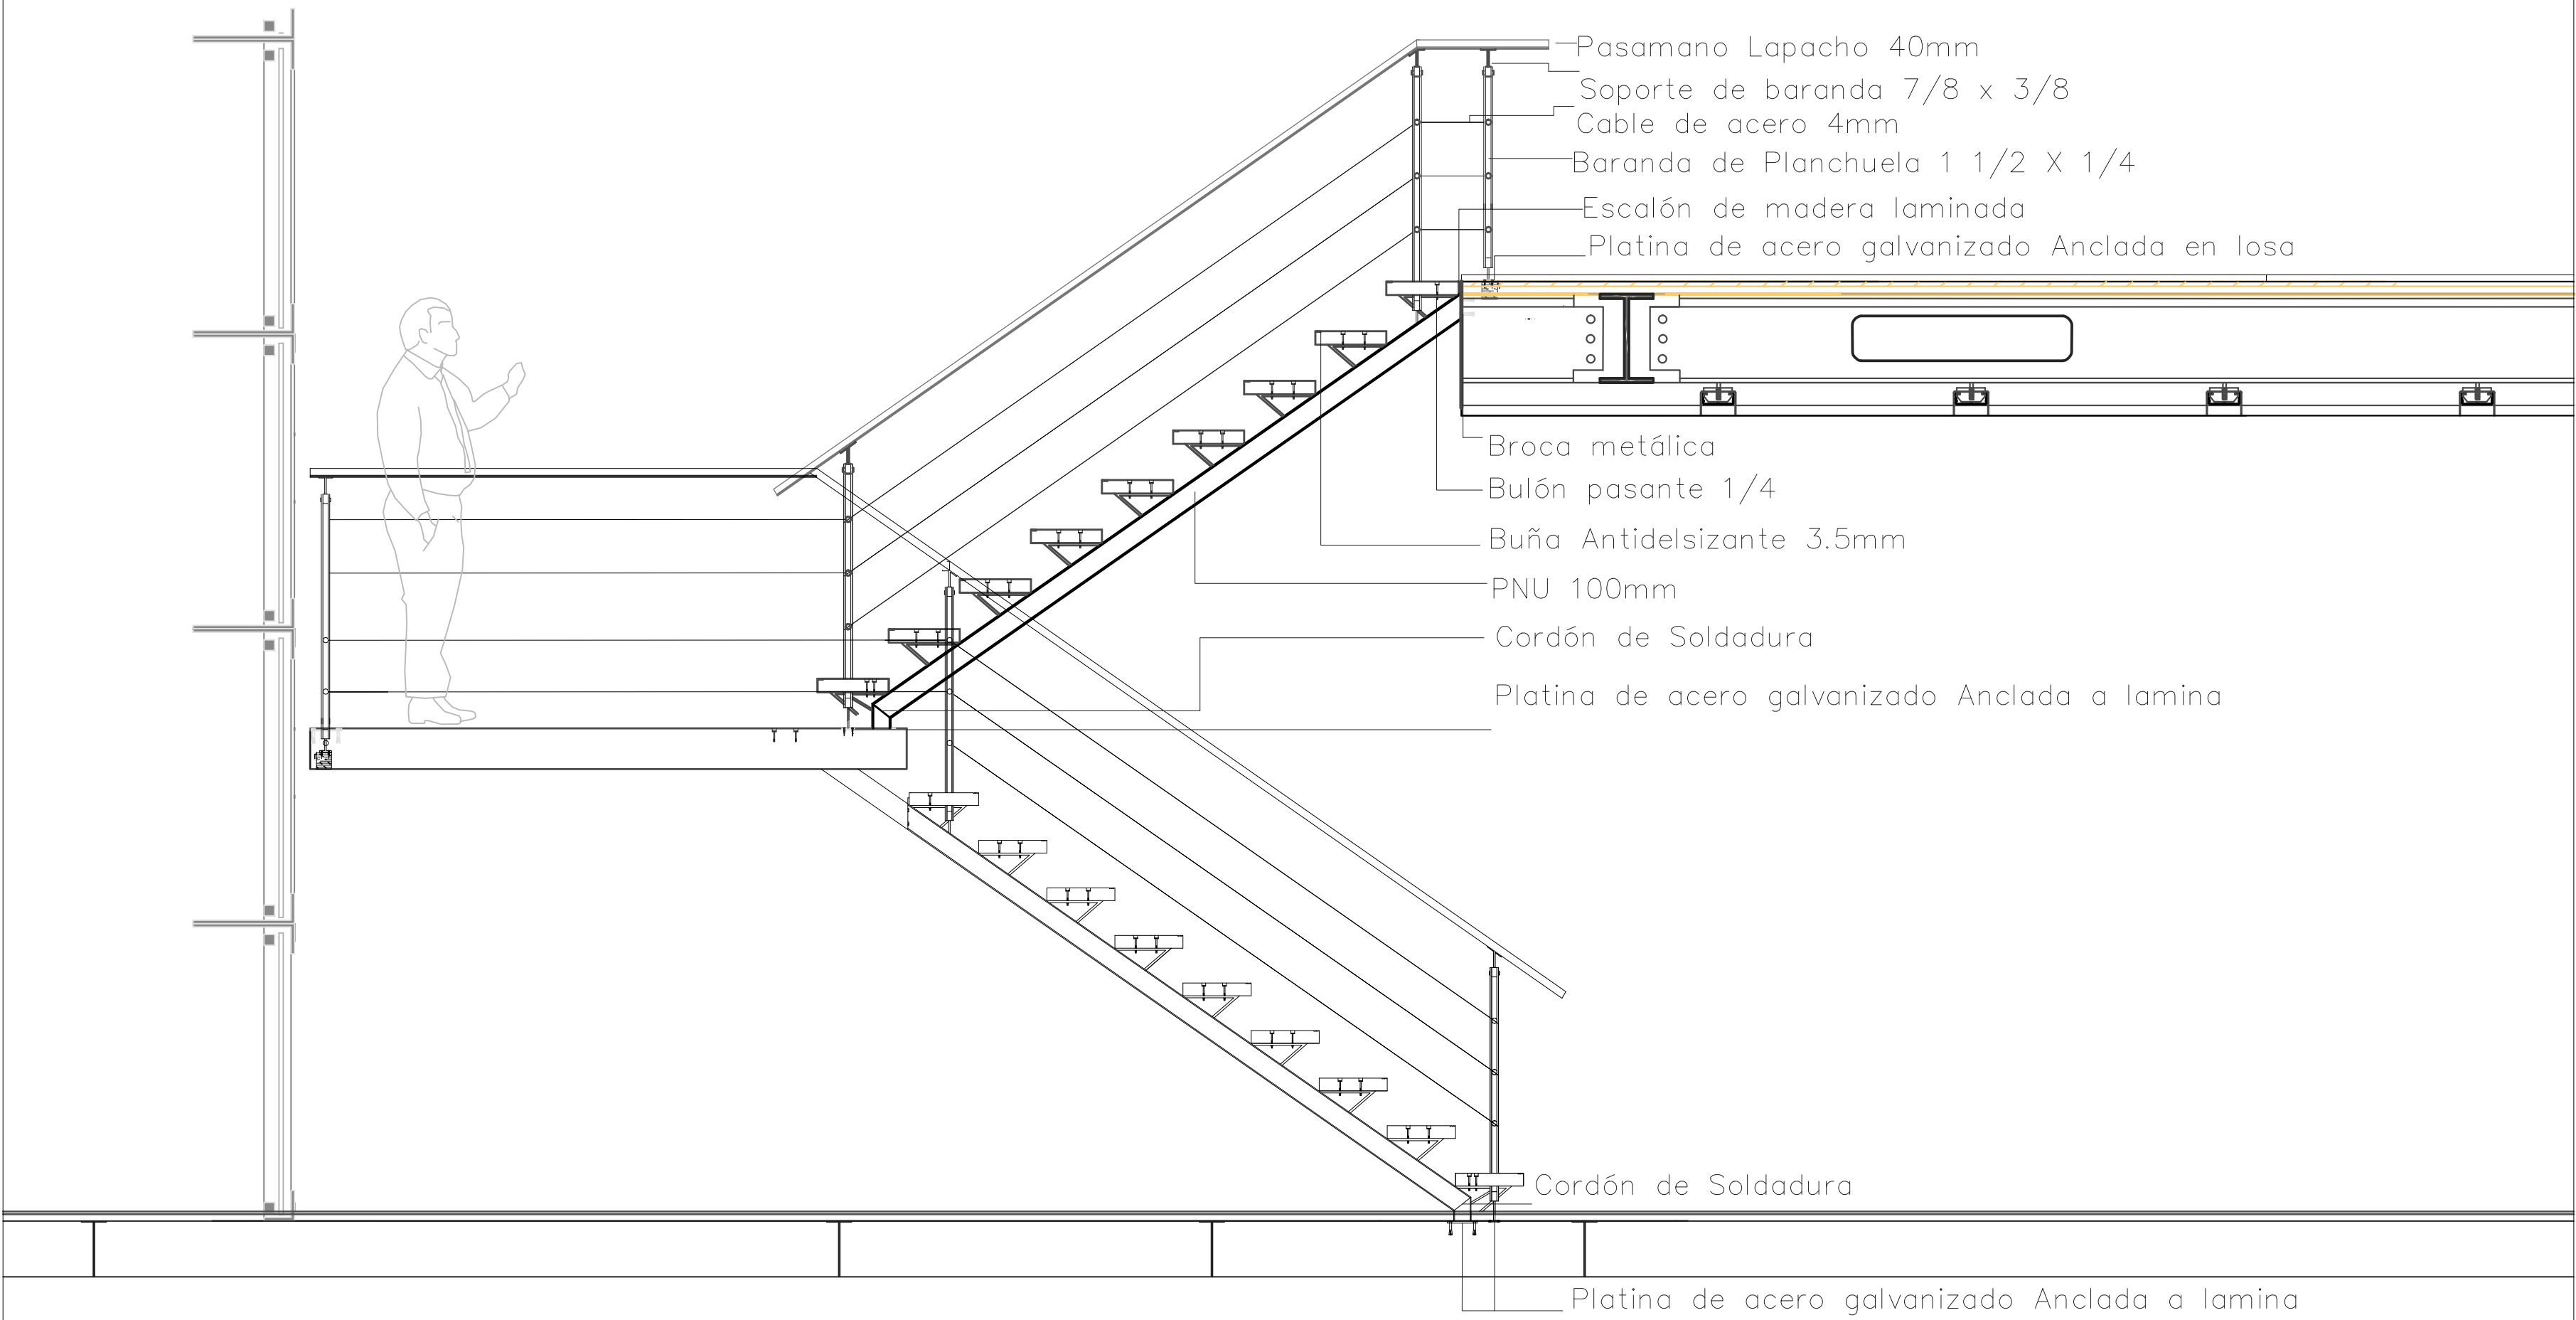 Pasamano Lapacho 40mm
Soporte de baranda 7/8 x 3/8
Cable de acero 4mm
Baranda de Planchuela 1 1/2 X 1/4
Escalón de madera laminada
Platina de acero galvanizado Anclada en losa
Broca metálica
Bulón pasante 1/4
Buña Antidelsizante 3.5mm
PNU 100mm
Cordón de Soldadura
Platina de acero galvanizado Anclada a lamina
Cordón de Soldadura
Platina de acero galvanizado Anclada a lamina